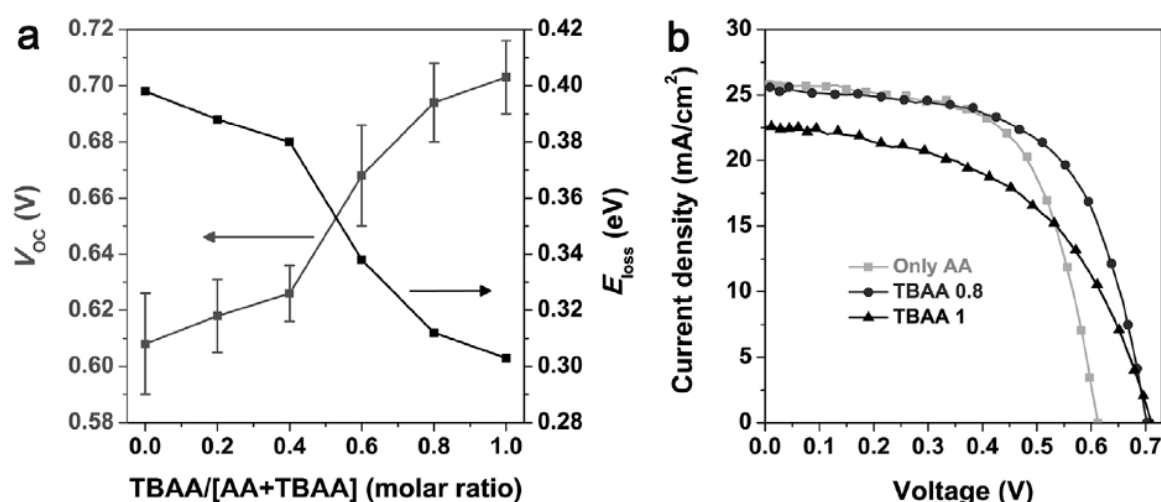 a
0.72
0.70
0.68
0.66
0.64
0.62
0.60
0.58
V_OC (V)
0.42
0.40
0.38
0.36
0.34
0.32
0.30
0.28
E_loss (eV)
0.0 0.2 0.4 0.6 0.8 1.0
TBAA/[AA+TBAA] (molar ratio)
b
30
25
20
15
10
5
0
Current density (mA/cm²)
Only AA
TBAA 0.8
TBAA 1
0.0 0.1 0.2 0.3 0.4 0.5 0.6 0.7
Voltage (V)